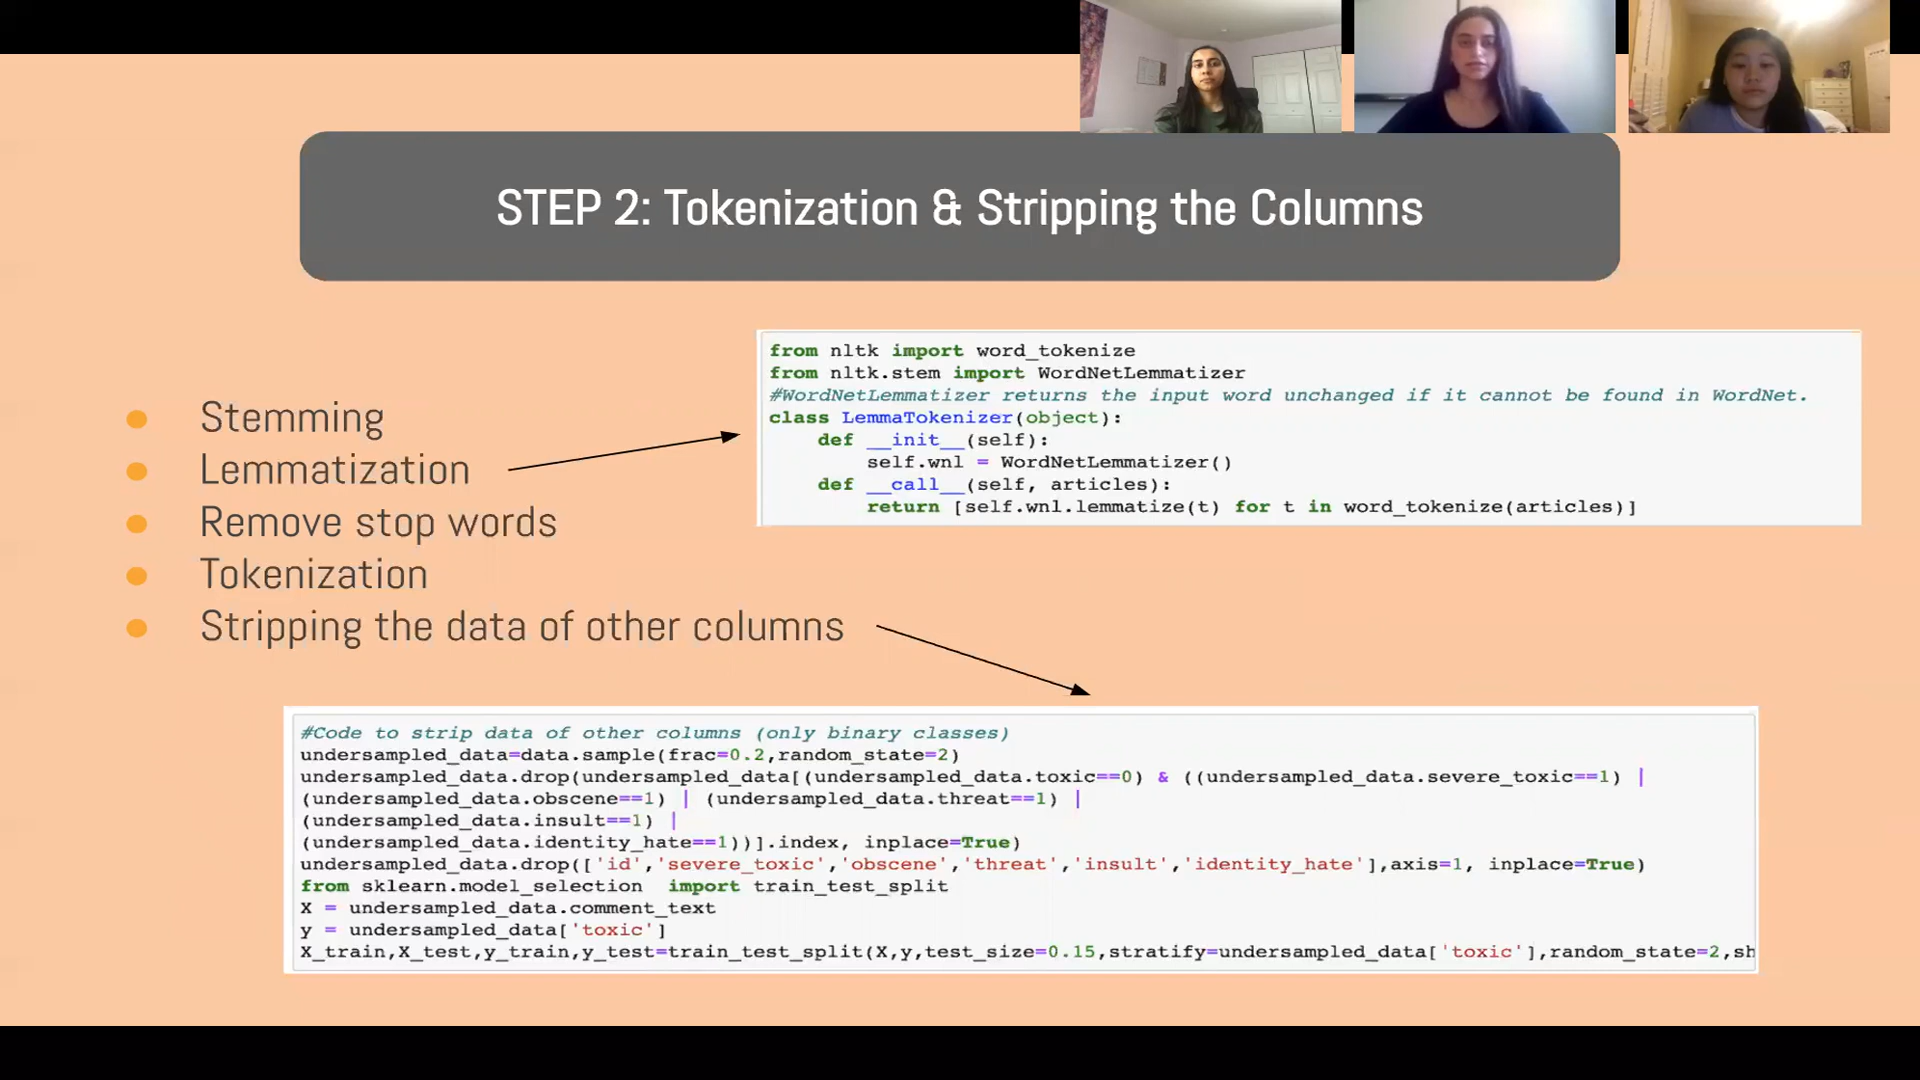 STEP 2: Tokenization & Stripping the Columns
Stemming
Lemmatization
Remove stop words
Tokenization
Stripping the data of other columns
from nltk import word_tokenize
from nltk.stem import WordNetLemmatizer
#WordNetLemmatizer returns the input word unchanged if it cannot be found in WordNet.
class LemmaTokenizer(object):
    def __init__(self):
        self.wnl = WordNetLemmatizer()
    def __call__(self, articles):
        return [self.wnl.lemmatize(t) for t in word_tokenize(articles)]
#Code to strip data of other columns (only binary classes)
undersampled_data=data.sample(frac=0.2,random_state=2)
undersampled_data.drop(undersampled_data[(undersampled_data.toxic==0) & ((undersampled_data.severe_toxic==1) |
(undersampled_data.obscene==1) | (undersampled_data.threat==1) |
(undersampled_data.insult==1) |
(undersampled_data.identity_hate==1))].index, inplace=True)
undersampled_data.drop(['id','severe_toxic','obscene','threat','insult','identity_hate'],axis=1, inplace=True)
from sklearn.model_selection  import train_test_split
X = undersampled_data.comment_text
y = undersampled_data['toxic']
X_train,X_test,y_train,y_test=train_test_split(X,y,test_size=0.15,stratify=undersampled_data['toxic'],random_state=2,sh